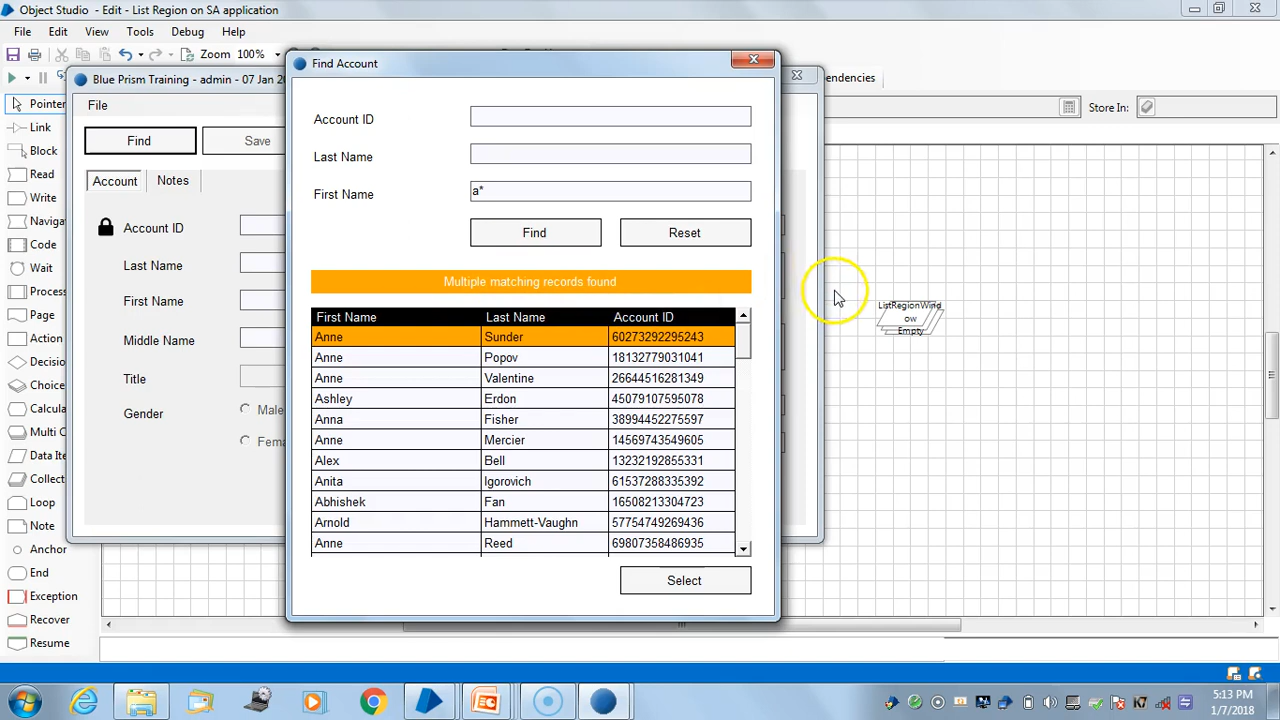 Object Studio - Edit - List Region on SA application
File Edit View Tools Debug Help
Zoom 100%
Blue Prism Training - admin - 07 Jan 20
Find Account
endencies
Pointer
Link
Block
Read
Write
Naviga
Code
Wait
Process
Page
Action
Decisio
Choice
Calcula
Multi C
Data Ite
Collect
Loop
Note
Anchor
End
Exception
Recover
Resume
Store In:
File
Find
Save
Account
Notes
Account ID
Last Name
First Name
Middle Name
Title
Gender
Male
Fema
Account ID
Last Name
First Name
a*
Find
Reset
Multiple matching records found
First Name Last Name Account ID
Anne Sunder 60273292295243
Anne Popov 18132779031041
Anne Valentine 26644516281349
Ashley Erdon 45079107595078
Anna Fisher 38994452275597
Anne Mercier 14569743549605
Alex Bell 13232192855331
Anita Igorovich 61537288335392
Abhishek Fan 16508213304723
Arnold Hammett-Vaughn 57754749269436
Anne Reed 69807358486935
Select
ListRegionWind
ow
Empty
5:13 PM
1/7/2018